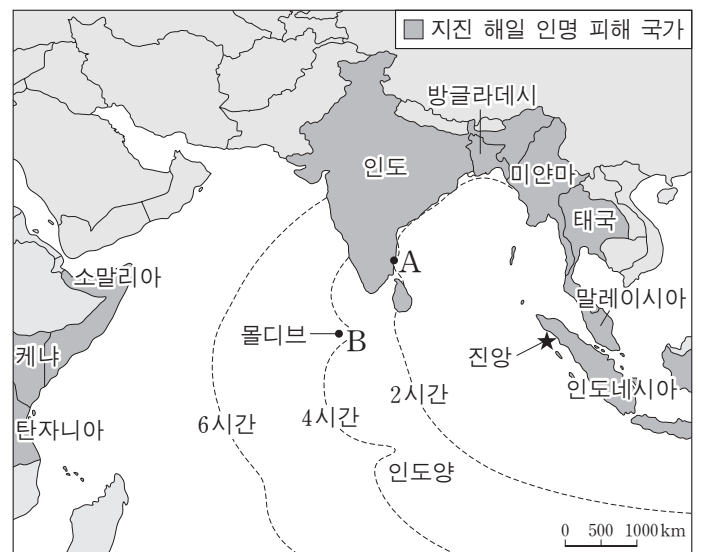 지진 해일 인명 피해 국가
방글라데시
인도
미얀마
태국
A
소말리아
말레이시아
몰디브
B
케냐
진앙
인도네시아
2시간
4시간
6시간
탄자니아
인도양
0 500 1000km